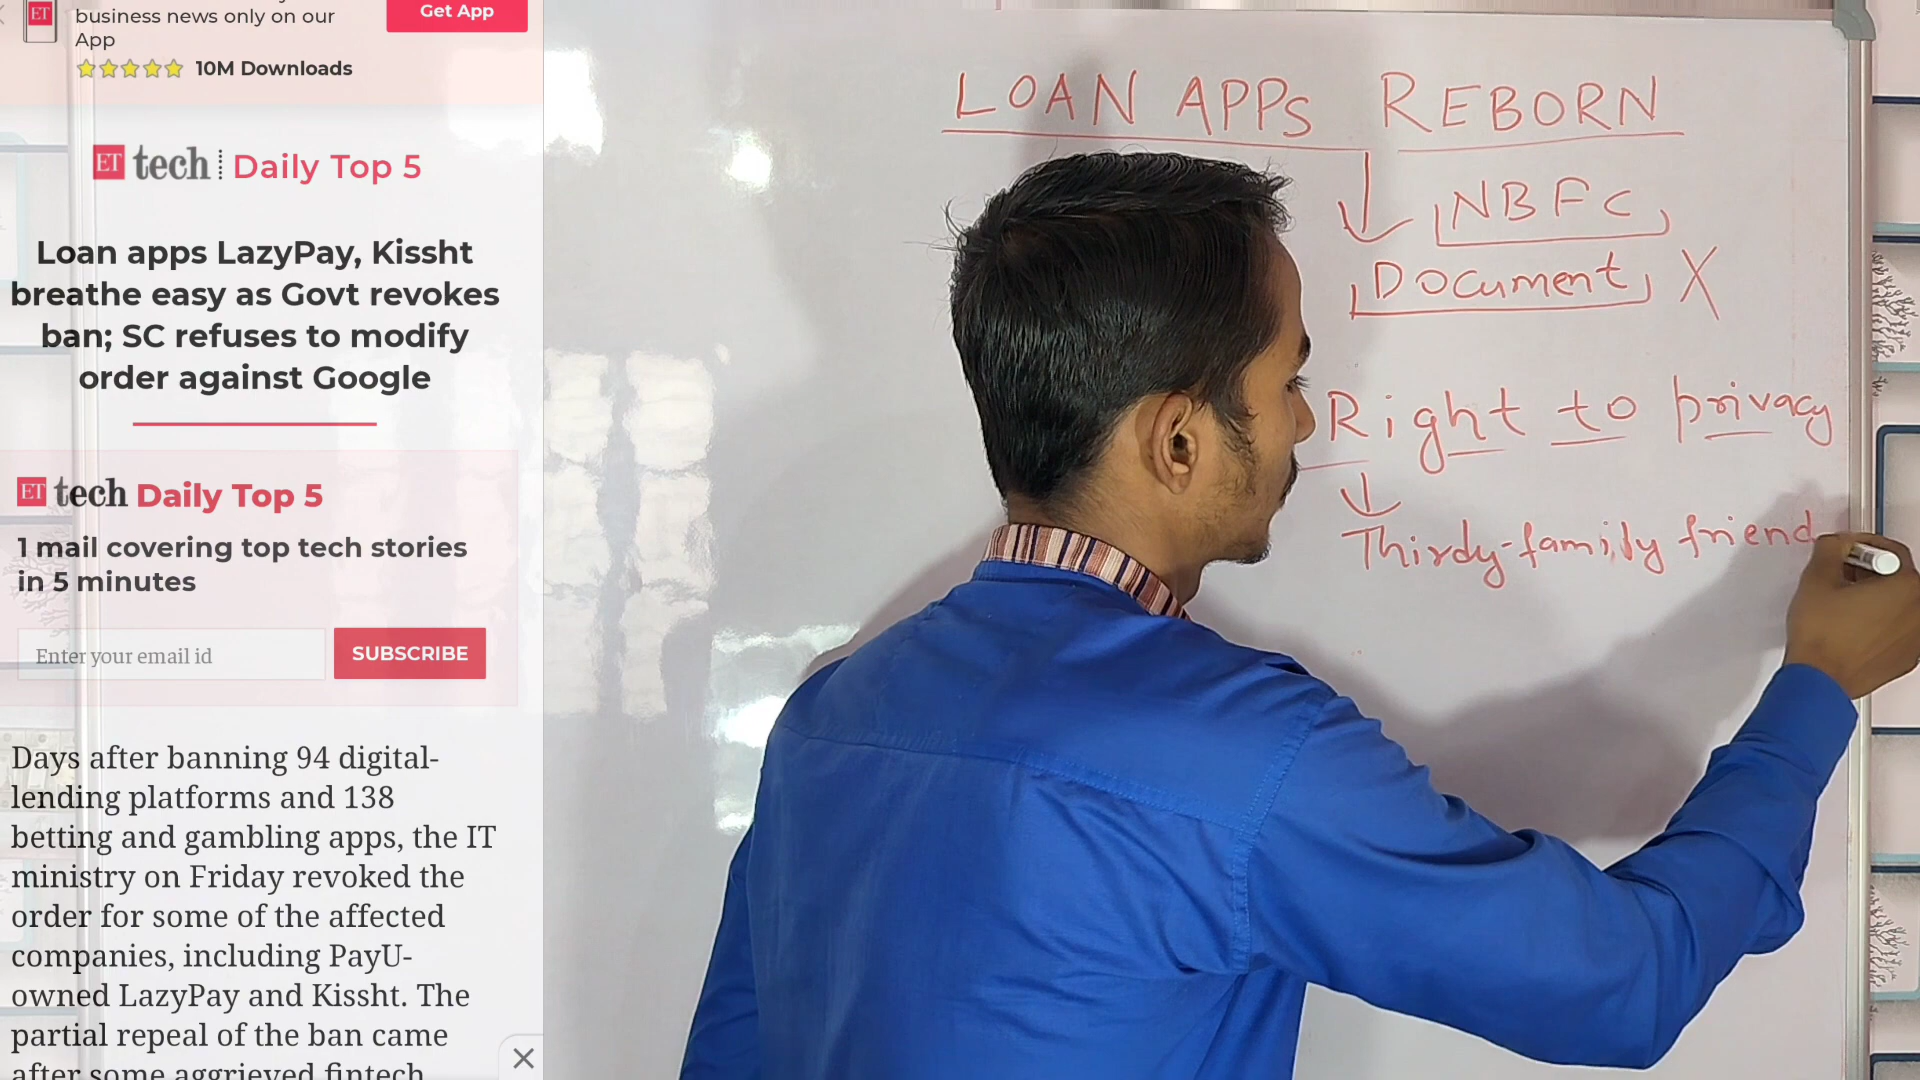 business news only on our
App
Get App
10M Downloads
ET tech Daily Top 5
Loan apps LazyPay, Kissht
breathe easy as Govt revokes
ban; SC refuses to modify
order against Google
ET tech Daily Top 5
1 mail covering top tech stories
in 5 minutes
Enter your email id
SUBSCRIBE
Days after banning 94 digital-
lending platforms and 138
betting and gambling apps, the IT
ministry on Friday revoked the
order for some of the affected
companies, including PayU-
owned LazyPay and Kissht. The
partial repeal of the ban came
after some aggrieved fintech
LOAN APPS REBORN
NBFC
Document X
Right to privacy
Thirdy-family friend